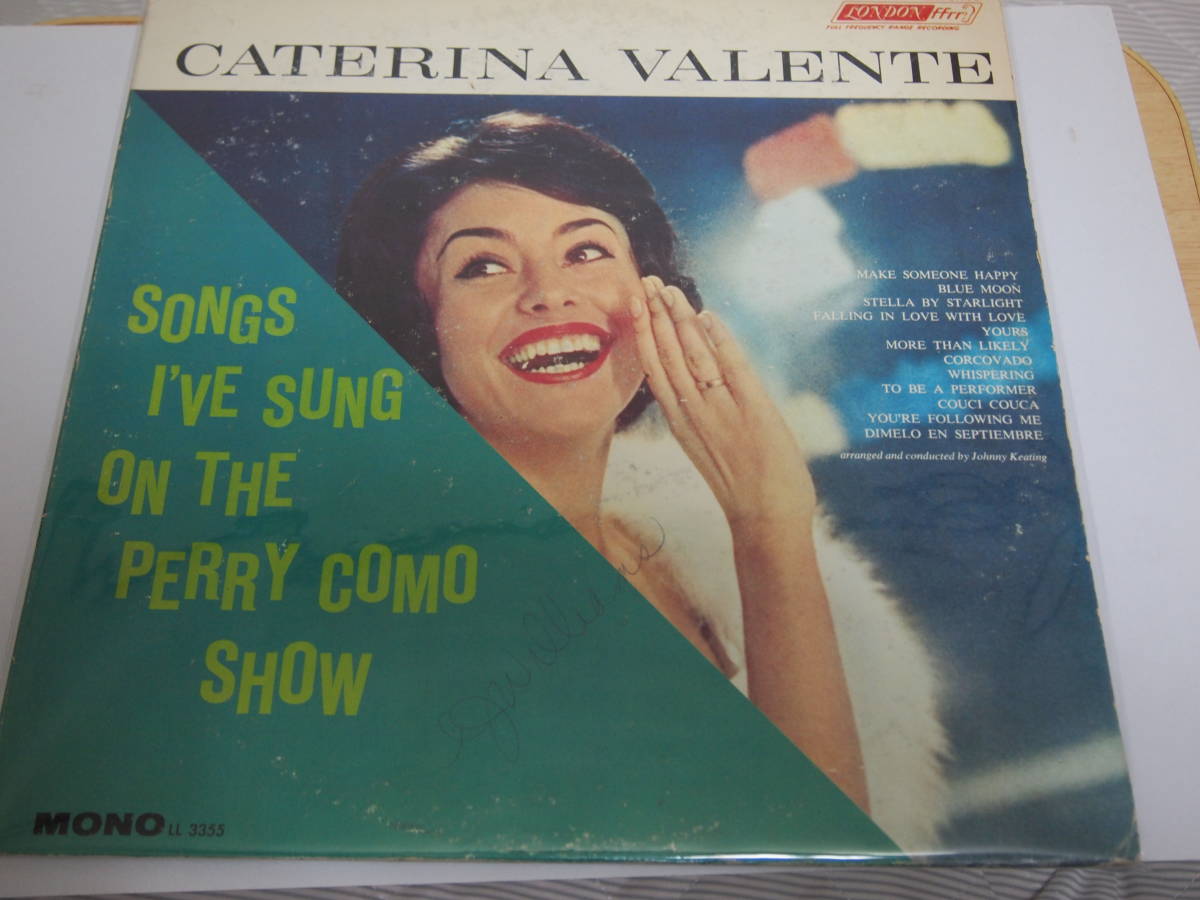 LONDON ffrr
FULL FREQUENCY RANGE RECORDING
CATERINA VALENTE
SONGS
I'VE SUNG
ON THE
PERRY COMO
SHOW
MAKE SOMEONE HAPPY
BLUE MOON
STELLA BY STARLIGHT
FALLING IN LOVE WITH LOVE
YOURS
MORE THAN LIKELY
CORCOVADO
WHISPERING
TO BE A PERFORMER
COUCI COUCA
YOU'RE FOLLOWING ME
DIMELO EN SEPTIEMBRE
arranged and conducted by Johnny Keating
Williams
MONO LL 3355